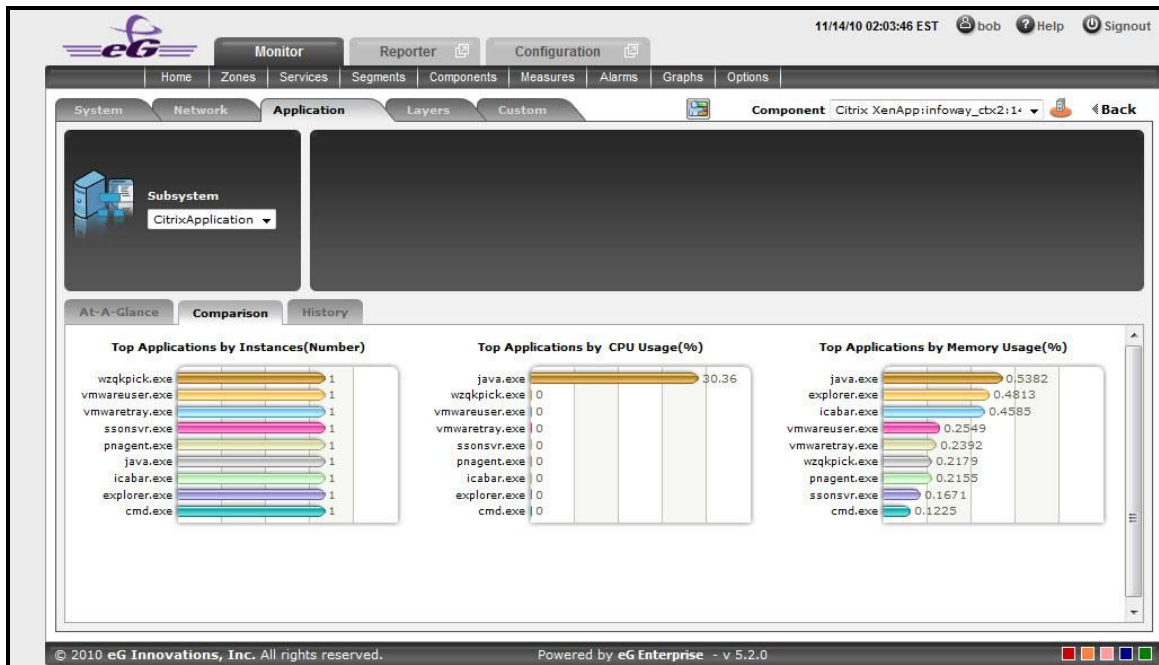 11/14/10 02:03:46 EST bob Help Signout
eG
Monitor Reporter Configuration
Home Zones Services Segments Components Measures Alarms Graphs Options
System Network Application Layers Custom Component Citrix XenApp:infoway_ctx2:14 Back
Subsystem
CitrixApplication
At-A-Glance Comparison History
Top Applications by Instances(Number)
wzqkpick.exe 1
vmwareuser.exe 1
vmwaretray.exe 1
ssonsvr.exe 1
pnagent.exe 1
java.exe 1
icabar.exe 1
explorer.exe 1
cmd.exe 1
Top Applications by CPU Usage(%)
java.exe 30.36
wzqkpick.exe 0
vmwareuser.exe 0
vmwaretray.exe 0
ssonsvr.exe 0
pnagent.exe 0
icabar.exe 0
explorer.exe 0
cmd.exe 0
Top Applications by Memory Usage(%)
java.exe 0.5382
explorer.exe 0.4813
icabar.exe 0.4585
vmwareuser.exe 0.2549
vmwaretray.exe 0.2392
wzqkpick.exe 0.2179
pnagent.exe 0.2155
ssonsvr.exe 0.1671
cmd.exe 0.1225
© 2010 eG Innovations, Inc. All rights reserved. Powered by eG Enterprise - v 5.2.0